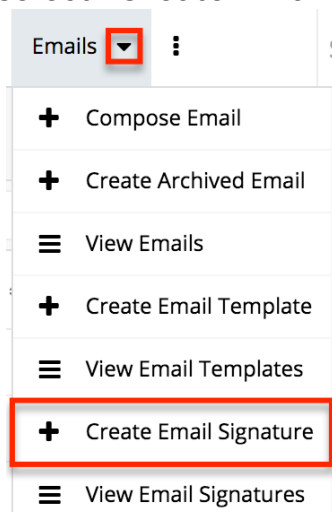 Emails
Compose Email
Create Archived Email
View Emails
Create Email Template
View Email Templates
Create Email Signature
View Email Signatures